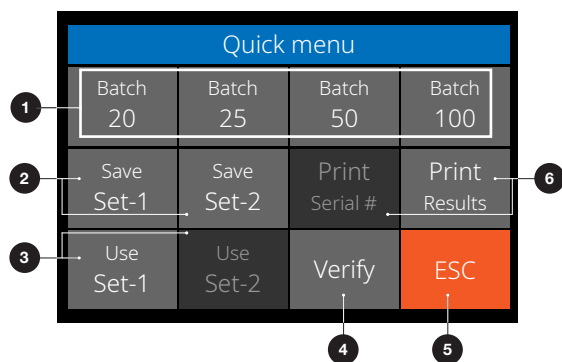 Quick menu
Batch
20
Batch
25
Batch
50
Batch
100
1
Save
Set-1
Save
Set-2
Print
Serial #
Print
Results
2
6
Use
Set-1
Use
Set-2
Verify
ESC
3
4
5